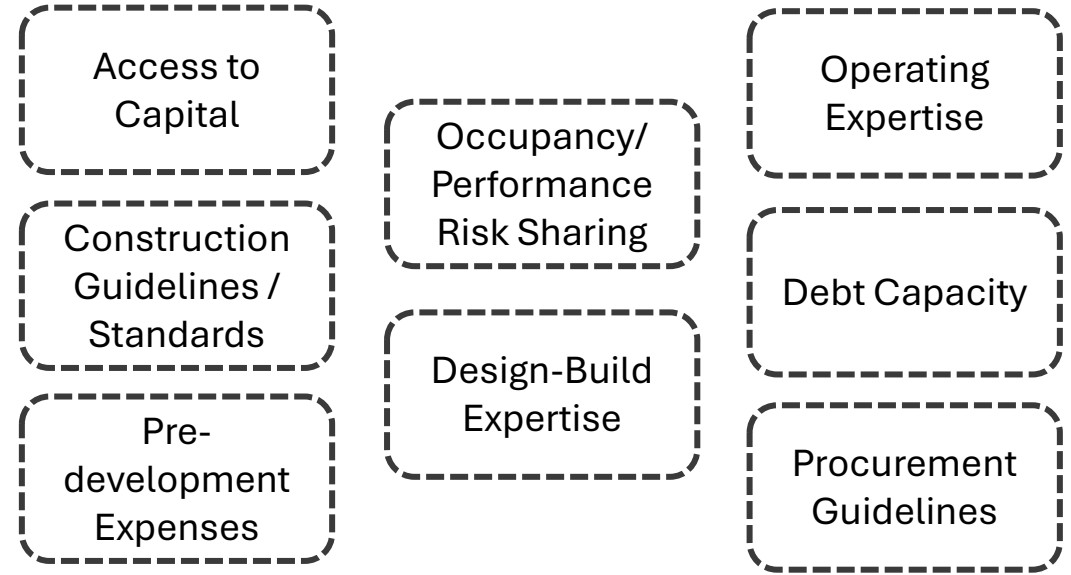 Access to
Capital
Construction
Guidelines /
Standards
Pre-
development
Expenses
Occupancy/
Performance
Risk Sharing
Design-Build
Expertise
Operating
Expertise
Debt Capacity
Procurement
Guidelines